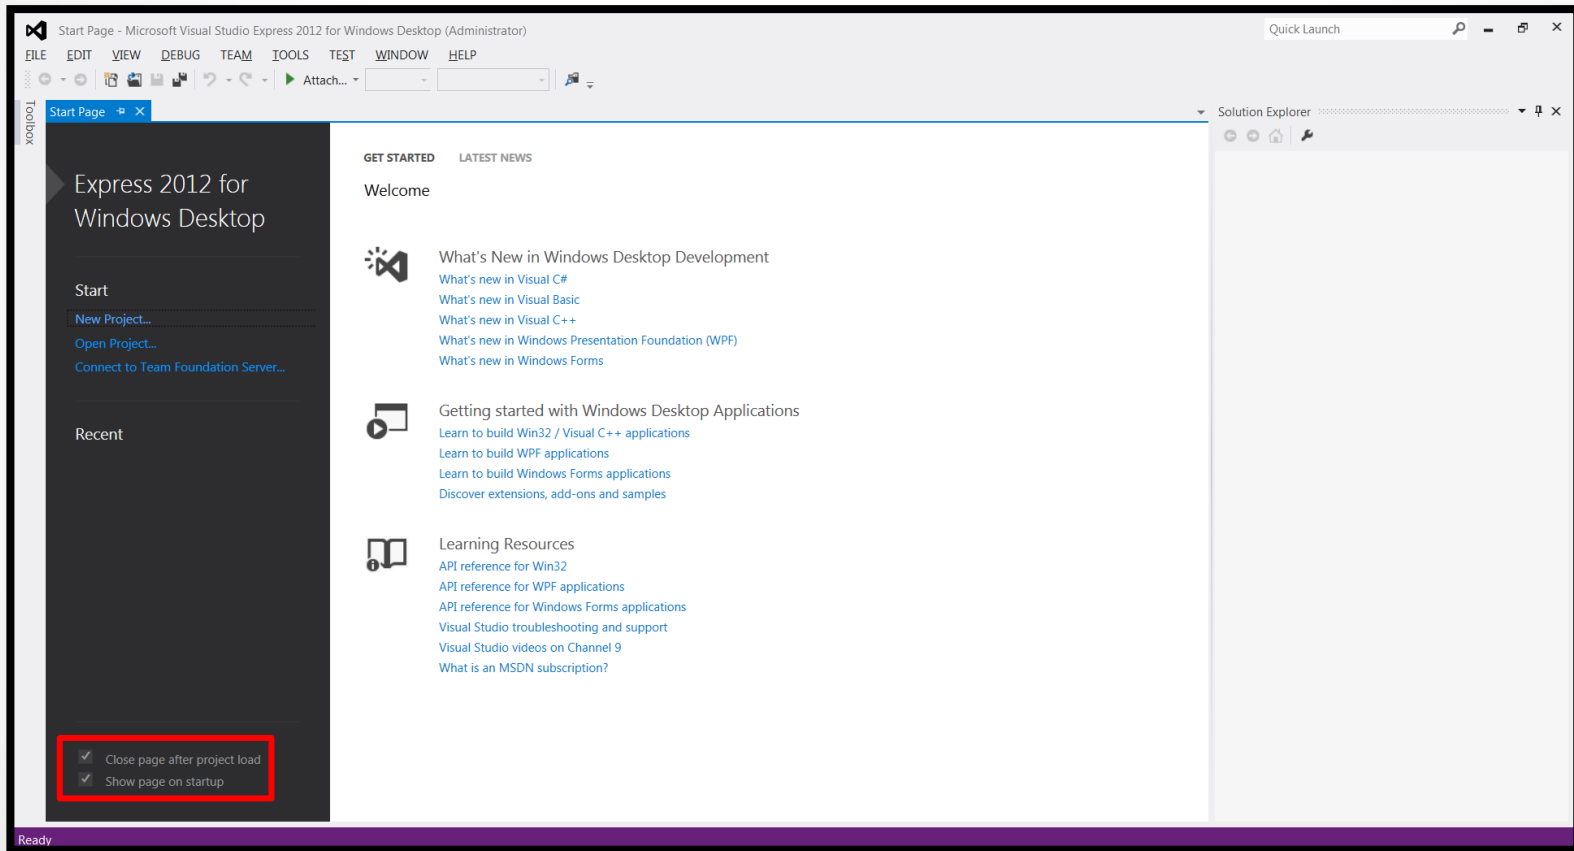 Start Page - Microsoft Visual Studio Express 2012 for Windows Desktop (Administrator)
Quick Launch
FILE EDIT VIEW DEBUG TEAM TOOLS TEST WINDOW HELP
Attach...
Toolbox
Start Page
Solution Explorer
Express 2012 for
Windows Desktop
Start
New Project...
Open Project...
Connect to Team Foundation Server...
Recent
Close page after project load
Show page on startup
GET STARTED LATEST NEWS
Welcome
What's New in Windows Desktop Development
What's new in Visual C#
What's new in Visual Basic
What's new in Visual C++
What's new in Windows Presentation Foundation (WPF)
What's new in Windows Forms
Getting started with Windows Desktop Applications
Learn to build Win32 / Visual C++ applications
Learn to build WPF applications
Learn to build Windows Forms applications
Discover extensions, add-ons and samples
Learning Resources
API reference for Win32
API reference for WPF applications
API reference for Windows Forms applications
Visual Studio troubleshooting and support
Visual Studio videos on Channel 9
What is an MSDN subscription?
Ready